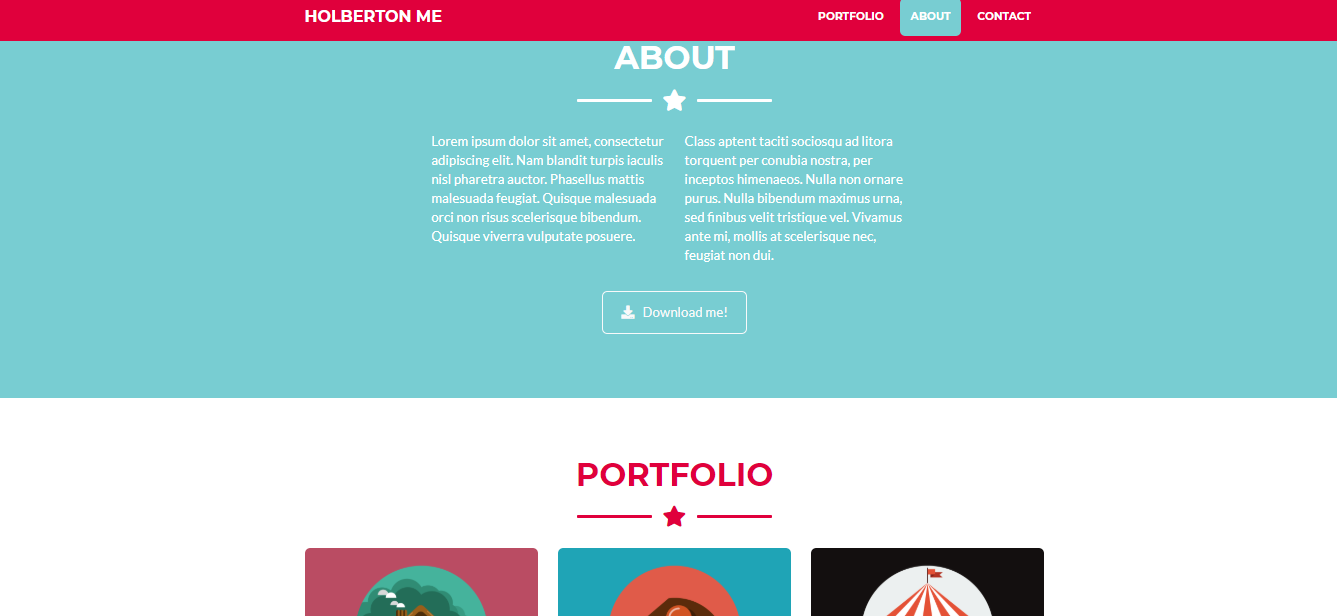 HOLBERTON ME
PORTFOLIO
ABOUT
CONTACT
ABOUT
Lorem ipsum dolor sit amet, consectetur
adipiscing elit. Nam blandit turpis iaculis
nisl pharetra auctor. Phasellus mattis
malesuada feugiat. Quisque malesuada
orci non risus scelerisque bibendum.
Quisque viverra vulputate posuere.
Class aptent taciti sociosqu ad litora
torquent per conubia nostra, per
inceptos himenaeos. Nulla non ornare
purus. Nulla bibendum maximus urna,
sed finibus velit tristique vel. Vivamus
ante mi, mollis at scelerisque nec,
feugiat non dui.
Download me!
PORTFOLIO